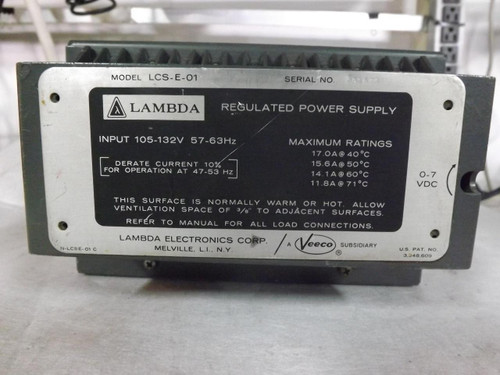 MODEL LCS-E-01 SERIAL NO.
LAMBDA REGULATED POWER SUPPLY
INPUT 105-132V 57-63Hz
DERATE CURRENT 10%
FOR OPERATION AT 47-53 Hz
MAXIMUM RATINGS
17.0A@40°C
15.6A@50°C
14.1A@60°C
11.8A@71°C
0-7
VDC
THIS SURFACE IS NORMALLY WARM OR HOT. ALLOW
VENTILATION SPACE OF 3/8" TO ADJACENT SURFACES.
REFER TO MANUAL FOR ALL LOAD CONNECTIONS.
LAMBDA ELECTRONICS CORP.
MELVILLE, L.I., N.Y.
A Veeco SUBSIDIARY
U.S. PAT. NO.
3,248,609